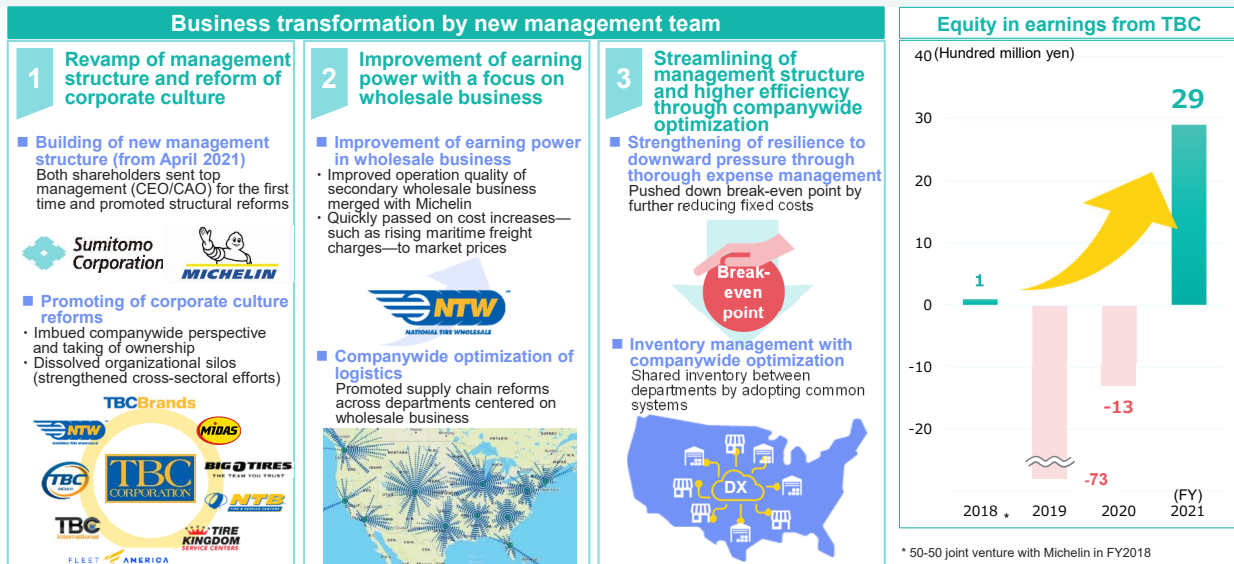 Business transformation by new management team
1
Revamp of management
structure and reform of
corporate culture
■ Building of new management
structure (from April 2021)
Both shareholders sent top
management (CEO/CAO) for the first
time and promoted structural reforms
Sumitomo
Corporation
MICHELIN
■ Promoting of corporate culture
reforms
・Imbued companywide perspective
and taking of ownership
・Dissolved organizational silos
(strengthened cross-sectoral efforts)
TBCBrands
NTW
NATIONAL TIRE WHOLESALE
MIDAS
TBC
MEXICO
TBC
CORPORATION
BIG O TIRES
THE TEAM YOU TRUST
NTB
TIRE & SERVICE CENTERS
TBC
International
TIRE
KINGDOM
SERVICE CENTERS
FLEET AMERICA
2
Improvement of earning
power with a focus on
wholesale business
■ Improvement of earning power
in wholesale business
・Improved operation quality of
secondary wholesale business
merged with Michelin
・Quickly passed on cost increases—
such as rising maritime freight
charges—to market prices
NTW
NATIONAL TIRE WHOLESALE
■ Companywide optimization of
logistics
Promoted supply chain reforms
across departments centered on
wholesale business
3
Streamlining of
management structure
and higher efficiency
through companywide
optimization
■ Strengthening of resilience to
downward pressure through
thorough expense management
Pushed down break-even point by
further reducing fixed costs
Break-
even
point
■ Inventory management with
companywide optimization
Shared inventory between
departments by adopting common
systems
DX
Equity in earnings from TBC
(Hundred million yen)
40
30
20
10
0
-10
-20
1
-73
-13
29
2018 *
2019
2020
(FY)
2021
* 50-50 joint venture with Michelin in FY2018